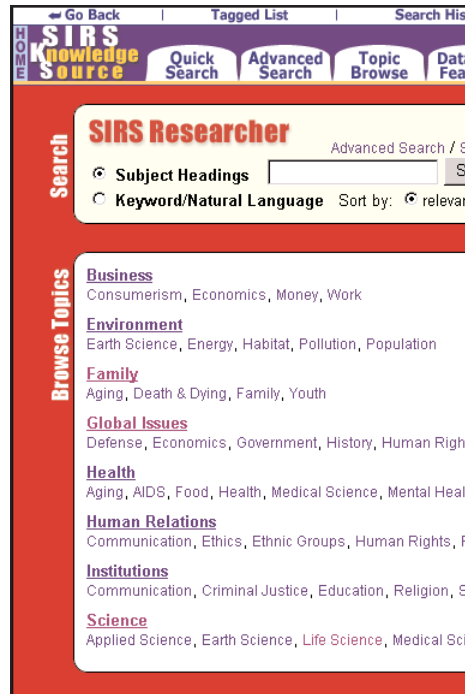 Go Back | Tagged List | Search His
HOME
SIRS
Knowledge
Source
Quick Search
Advanced Search
Topic Browse
Data
Fea
Search
SIRS Researcher
Advanced Search / S
Subject Headings S
Keyword/Natural Language Sort by: relevan
Browse Topics
Business
Consumerism, Economics, Money, Work
Environment
Earth Science, Energy, Habitat, Pollution, Population
Family
Aging, Death & Dying, Family, Youth
Global Issues
Defense, Economics, Government, History, Human Righ
Health
Aging, AIDS, Food, Health, Medical Science, Mental Heal
Human Relations
Communication, Ethics, Ethnic Groups, Human Rights,
Institutions
Communication, Criminal Justice, Education, Religion, S
Science
Applied Science, Earth Science, Life Science, Medical Sci